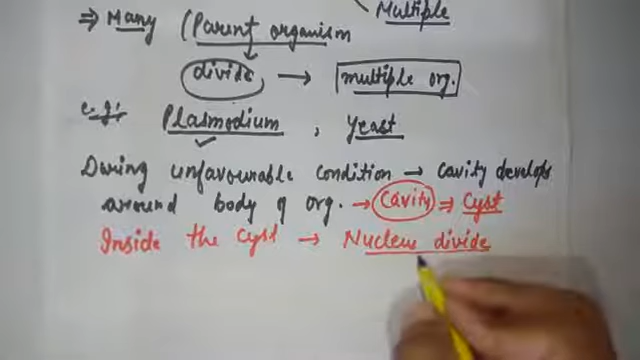 Multiple
⇒ Many (Parent organism
divide → multiple org.
e.g: Plasmodium, Yeast
During unfavourable condition → cavity develops
around body of org. → Cavity ⇒ Cyst
Inside the cyst → Nucleus divide